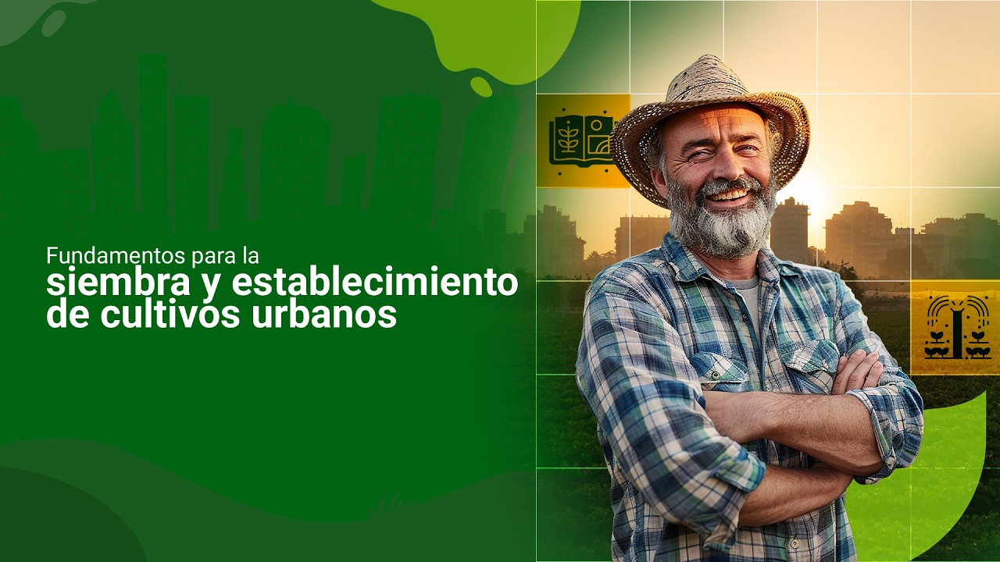 Fundamentos para la
siembra y establecimiento
de cultivos urbanos